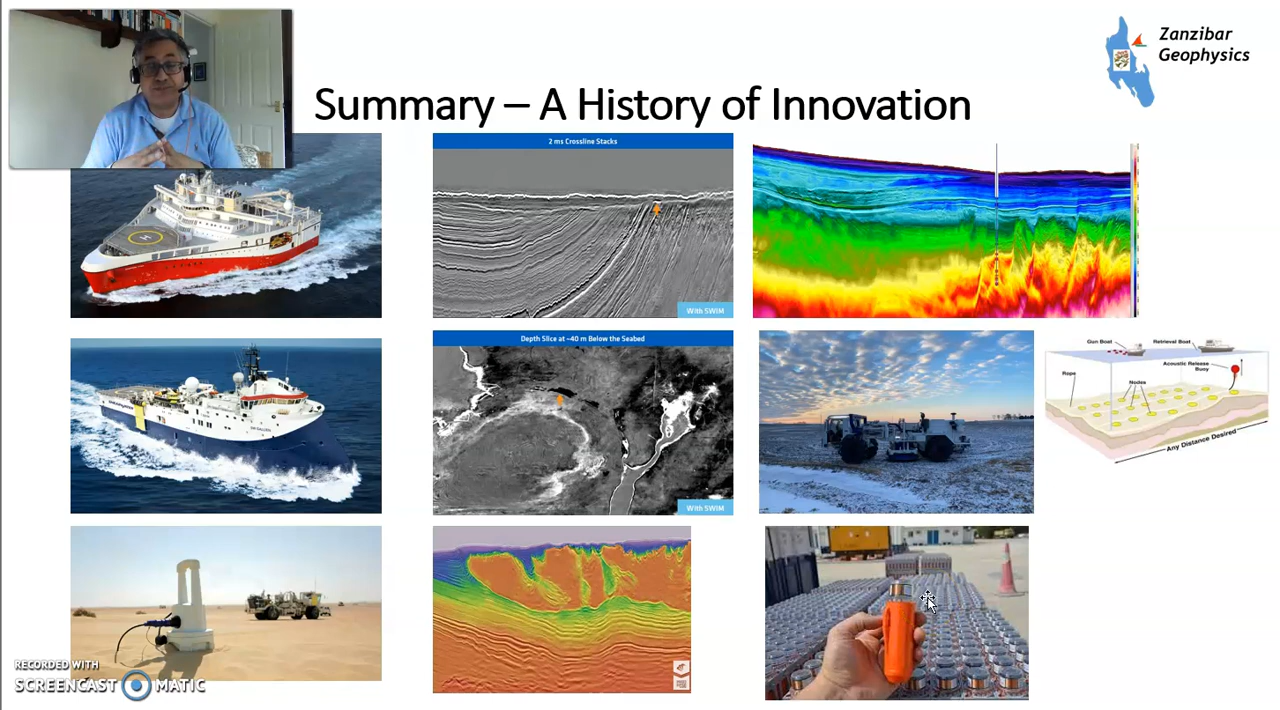 Zanzibar
Geophysics
Summary – A History of Innovation
2 ms Crossline Stacks
With SWIM
Depth Slice at ~40 m Below the Seabed
With SWIM
Gun Boat
Retrieval Boat
Acoustic Release
Buoy
Rope
Nodes
Any Distance Desired
H
RECORDED WITH
SCREENCAST MATIC